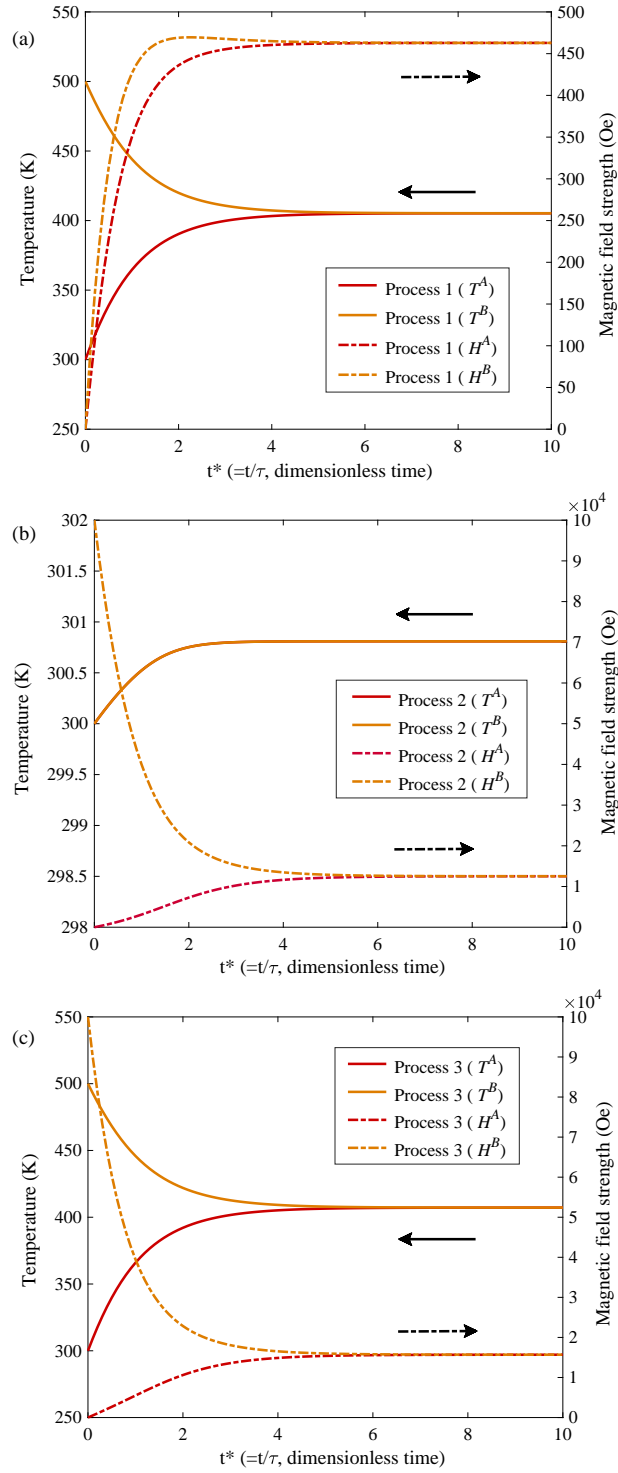 (a)
550
500
450
400
350
300
250
Temperature (K)
500
450
400
350
300
250
200
150
100
50
0
Magnetic field strength (Oe)
Process 1 ( T^A)
Process 1 ( T^B)
Process 1 ( H^A)
Process 1 ( H^B)
0 2 4 6 8 10
t* (=t/τ, dimensionless time)
(b)
×10^4
302
301.5
301
300.5
300
299.5
299
298.5
298
Temperature (K)
10
9
8
7
6
5
4
3
2
1
0
Magnetic field strength (Oe)
Process 2 ( T^A)
Process 2 ( T^B)
Process 2 ( H^A)
Process 2 ( H^B)
0 2 4 6 8 10
t* (=t/τ, dimensionless time)
(c)
×10^4
550
500
450
400
350
300
250
Temperature (K)
10
9
8
7
6
5
4
3
2
1
0
Magnetic field strength (Oe)
Process 3 ( T^A)
Process 3 ( T^B)
Process 3 ( H^A)
Process 3 ( H^B)
0 2 4 6 8 10
t* (=t/τ, dimensionless time)